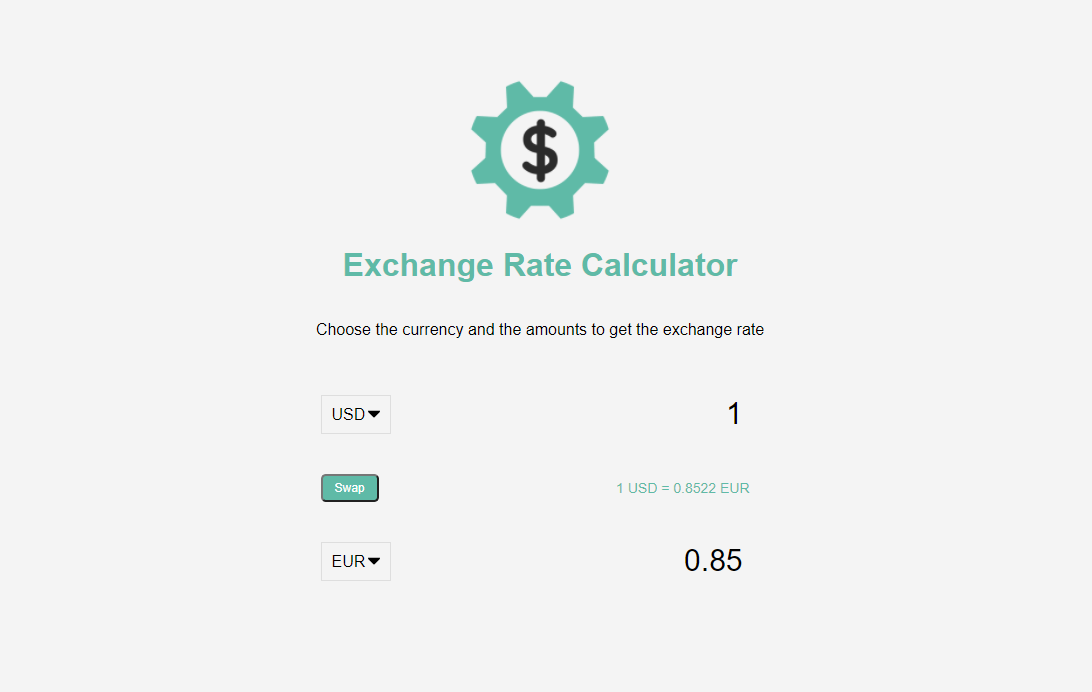 $
Exchange Rate Calculator
Choose the currency and the amounts to get the exchange rate
USD 1
Swap 1 USD = 0.8522 EUR
EUR 0.85